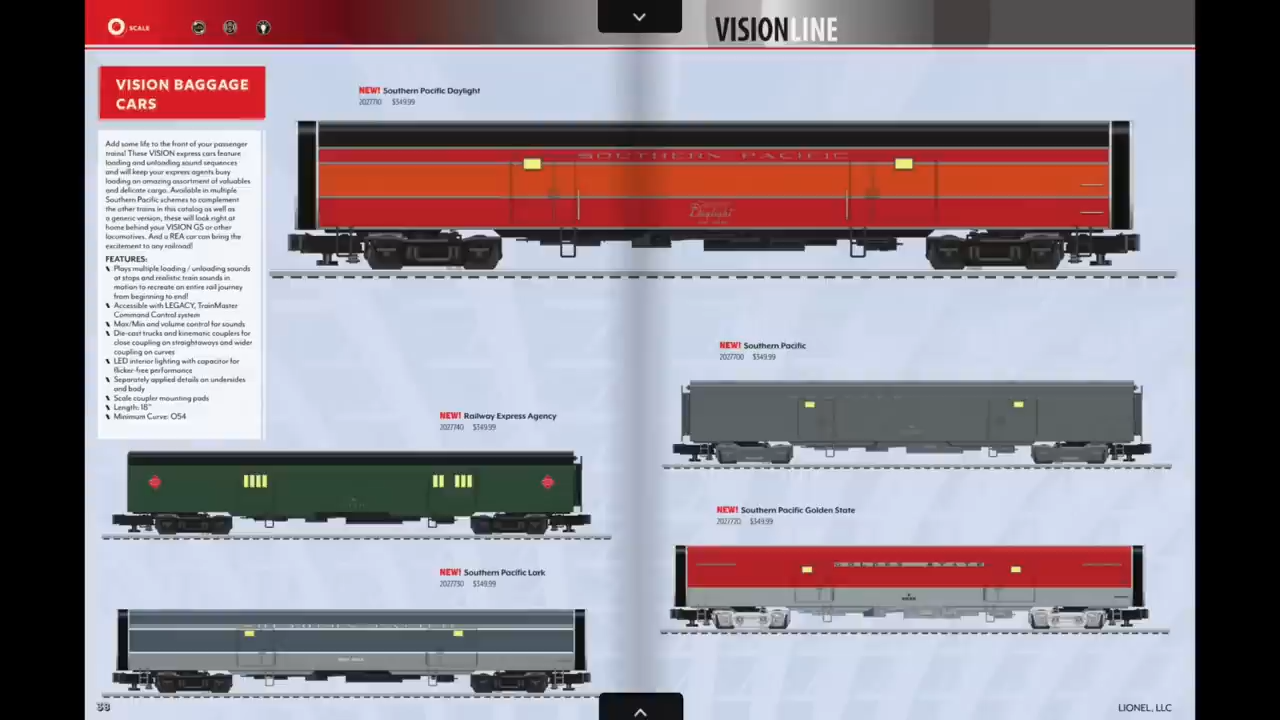 O SCALE
VISIONLINE
VISION BAGGAGE
CARS
Add some life to the front of your passenger
trains! These VISION express cars feature
loading and unloading sound sequences
and will keep your express agents busy
loading an amazing assortment of valuables
and delicate cargo. Available in multiple
Southern Pacific schemes to complement
the other trains in this catalog as well as
a generic version, these will look right at
home behind your VISION GS or other
locomotives. And a REA car can bring the
excitement to any railroad!
FEATURES:
Plays multiple loading / unloading sounds
at stops and realistic train sounds in
motion to recreate an entire rail journey
from beginning to end!
Accessible with LEGACY, TrainMaster
Command Control system
Max/Min and volume control for sounds
Die-cast trucks and kinematic couplers for
close coupling on straightaways and wider
coupling on curves
LED interior lighting with capacitor for
flicker-free performance
Separately applied details on undersides
and body
Scale coupler mounting pads
Length: 18"
Minimum Curve: O54
NEW! Southern Pacific Daylight
2027710 $349.99
SOUTHERN PACIFIC
Daylight
NEW! Southern Pacific
2027700 $349.99
NEW! Railway Express Agency
2027740 $349.99
NEW! Southern Pacific Golden State
2027720 $349.99
GOLDEN STATE
NEW! Southern Pacific Lark
2027730 $349.99
38
LIONEL, LLC